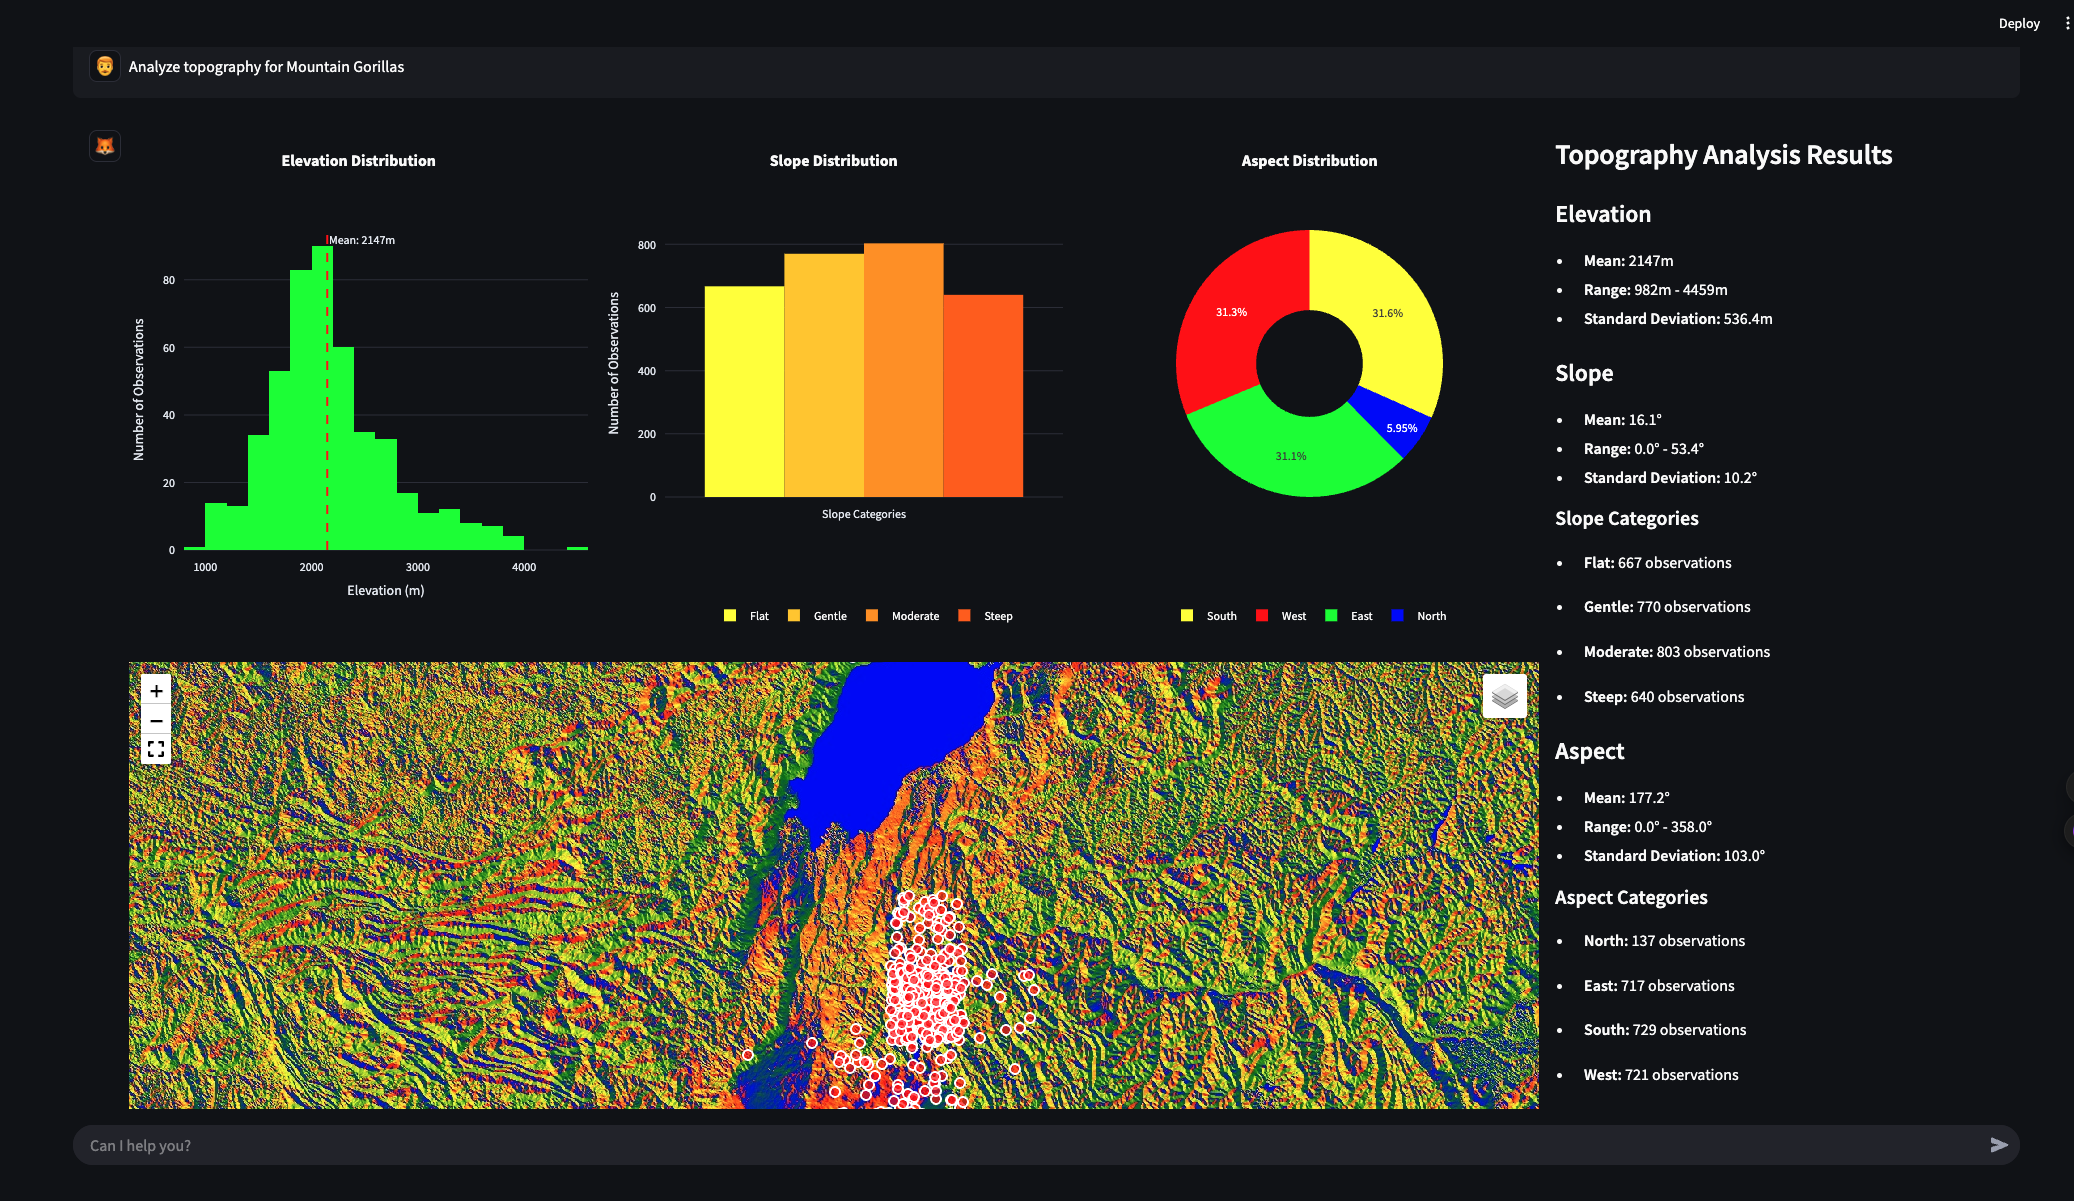 Deploy
Analyze topography for Mountain Gorillas
Elevation Distribution
Mean: 2147m
Number of Observations
80
60
40
20
0
1000 2000 3000 4000
Elevation (m)
Slope Distribution
Number of Observations
800
600
400
200
0
Slope Categories
Flat Gentle Moderate Steep
Aspect Distribution
31.3%
31.6%
5.95%
31.1%
South West East North
Topography Analysis Results
Elevation
• Mean: 2147m
• Range: 982m - 4459m
• Standard Deviation: 536.4m
Slope
• Mean: 16.1°
• Range: 0.0° - 53.4°
• Standard Deviation: 10.2°
Slope Categories
• Flat: 667 observations
• Gentle: 770 observations
• Moderate: 803 observations
• Steep: 640 observations
Aspect
• Mean: 177.2°
• Range: 0.0° - 358.0°
• Standard Deviation: 103.0°
Aspect Categories
• North: 137 observations
• East: 717 observations
• South: 729 observations
• West: 721 observations
+
−
Can I help you?